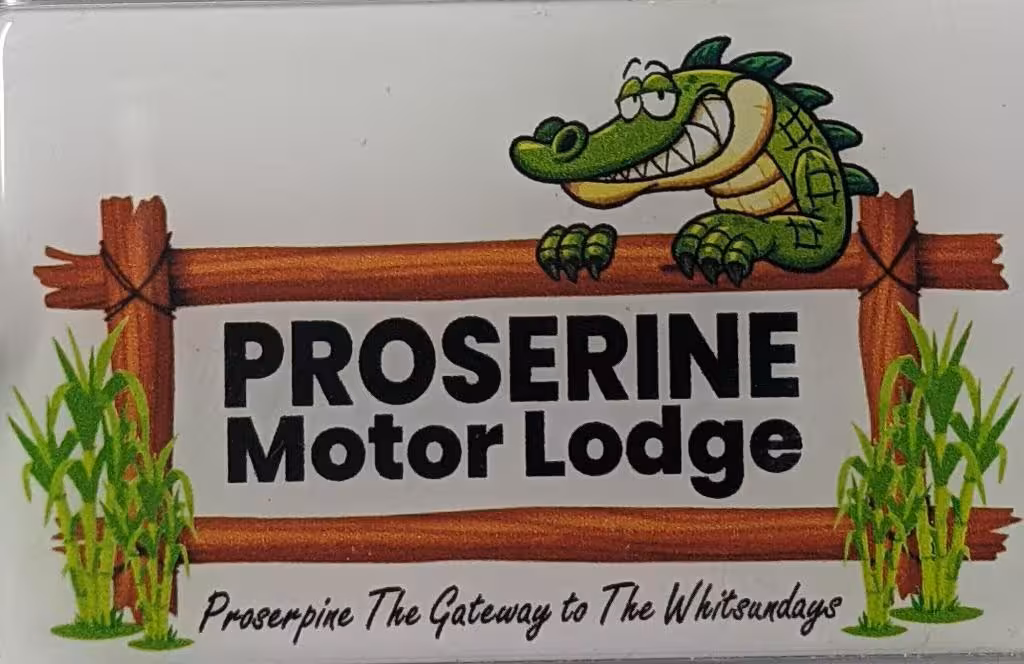 PROSERINE
Motor Lodge
Proserpine The Gateway to The Whitsundays